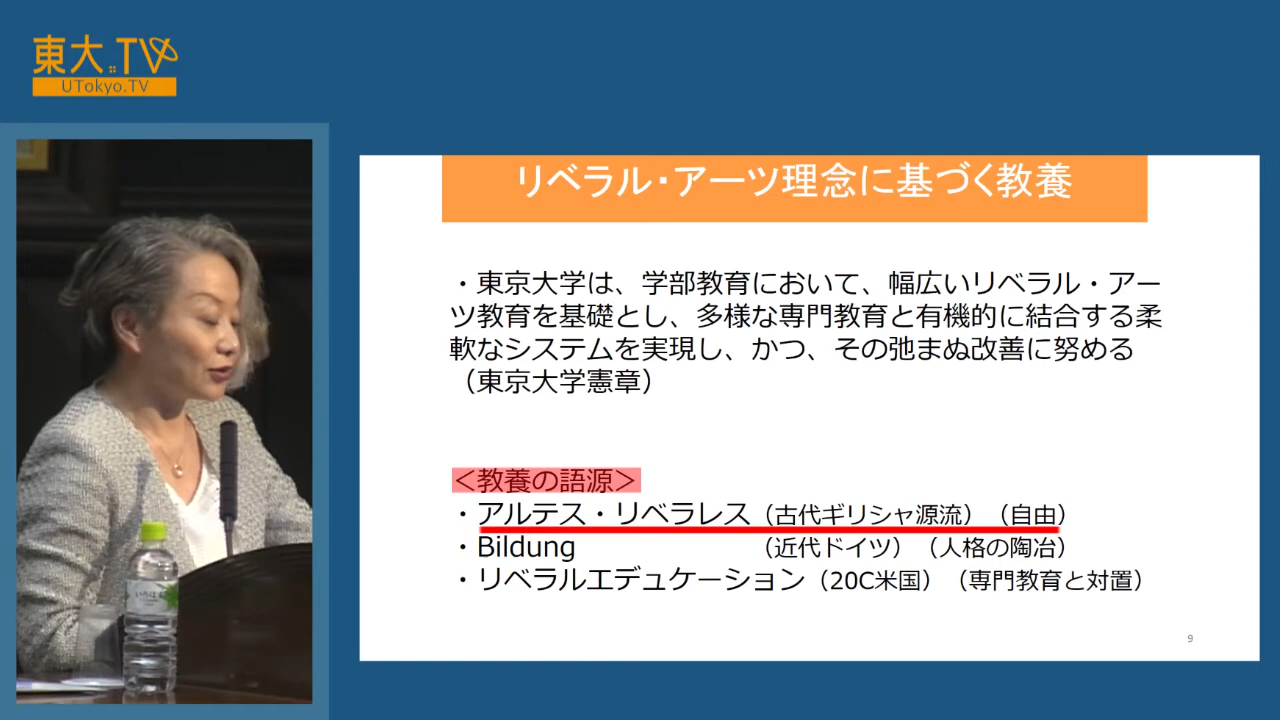 東大.TV
UTokyo.TV
リベラル・アーツ理念に基づく教養
・東京大学は、学部教育において、幅広いリベラル・アー
ツ教育を基礎とし、多様な専門教育と有機的に結合する柔
軟なシステムを実現し、かつ、その弛まぬ改善に努める
（東京大学憲章）
＜教養の語源＞
・アルテス・リベラレス（古代ギリシャ源流）（自由）
・Bildung （近代ドイツ）（人格の陶冶）
・リベラルエデュケーション（20C米国）（専門教育と対置）
9
いろはす